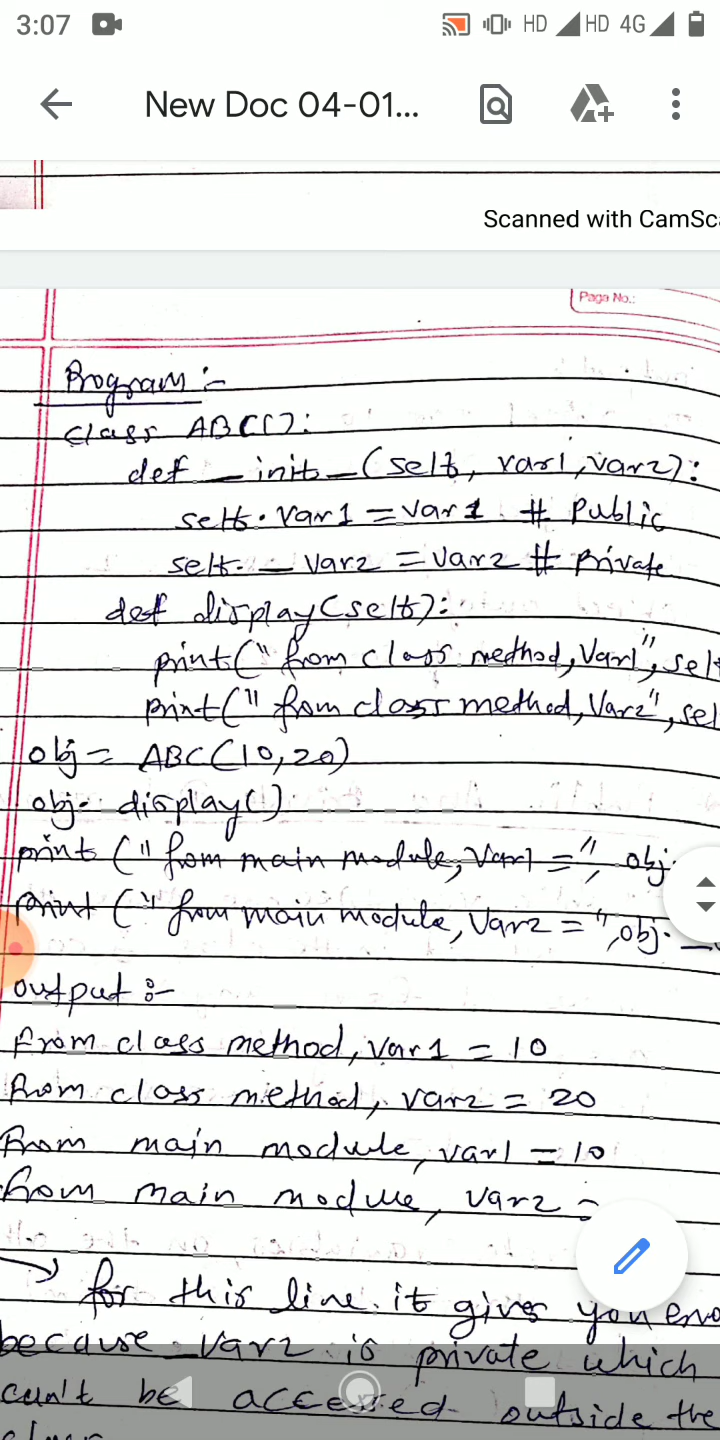 3:07 HD HD 4G
New Doc 04-01...
Scanned with CamSca
Page No.:
Program :-
class ABC():
def __init__(self, var1, var2):
self.var1 = var1 # Public
self.__var2 = var2 # Private
def display(self):
print(" from class method, Var1", sel
print(" from class method, Var2", sel
obj = ABC(10,20)
obj. display()
print (" from main module, Var1 =", obj.
print (" from main module, Var2 = ", obj. __
output :-
From class method, Var1 = 10
From class method, var2 = 20
From main module, var1 = 10
From main module, var2 =
→ for this line it gives you erro
because Var2 is private which
can't be accessed outside the